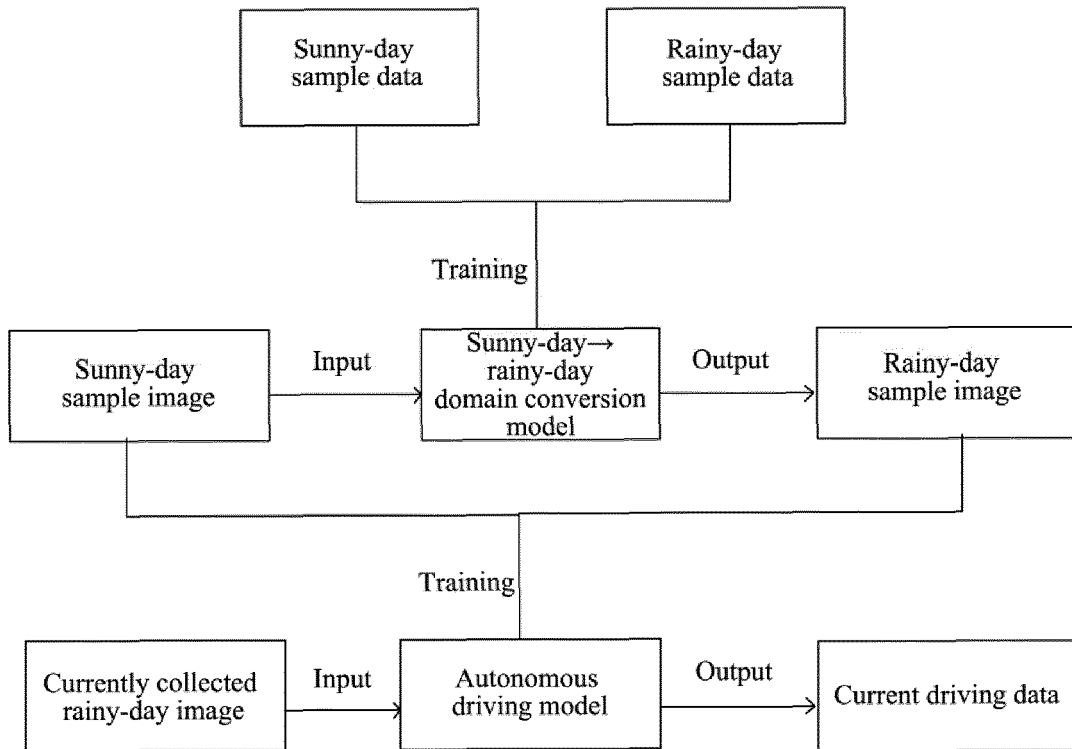 Sunny-day
sample data
Rainy-day
sample data
Training
Sunny-day
sample image
Input
Sunny-day→
rainy-day
domain conversion
model
Output
Rainy-day
sample image
Training
Currently collected
rainy-day image
Input
Autonomous
driving model
Output
Current driving data